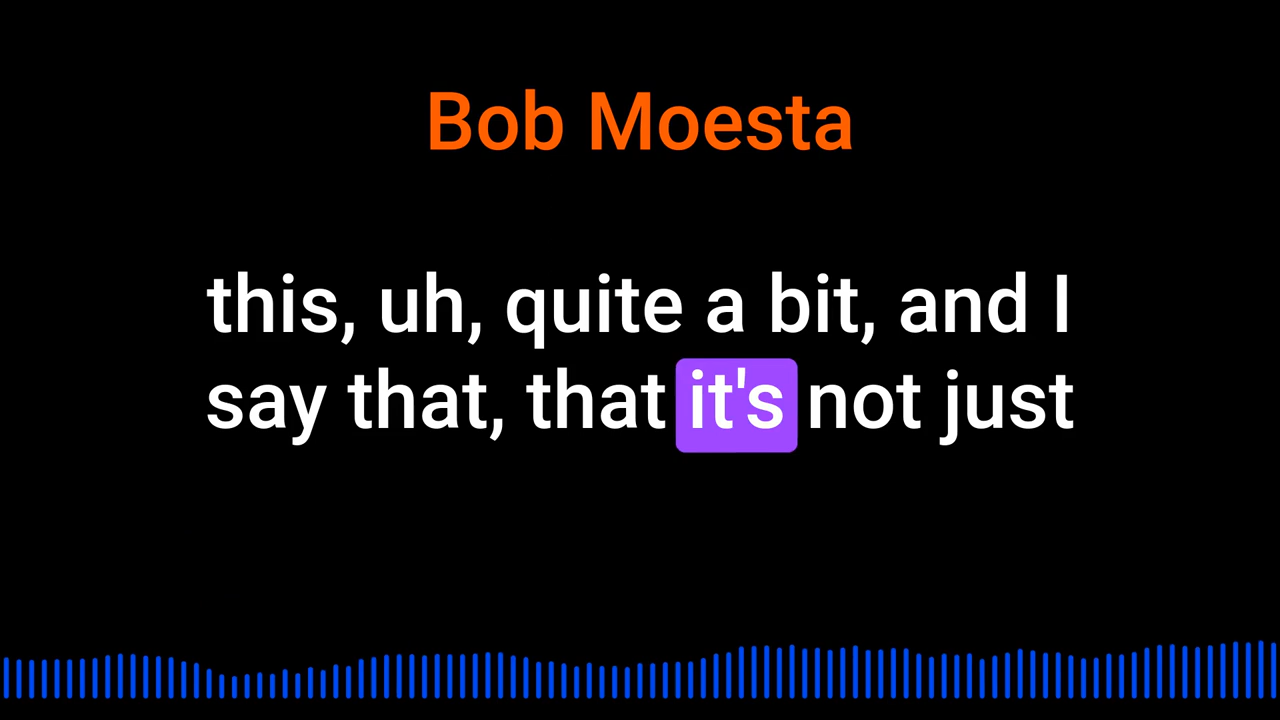 Bob Moesta
this, uh, quite a bit, and I
say that, that it's not just